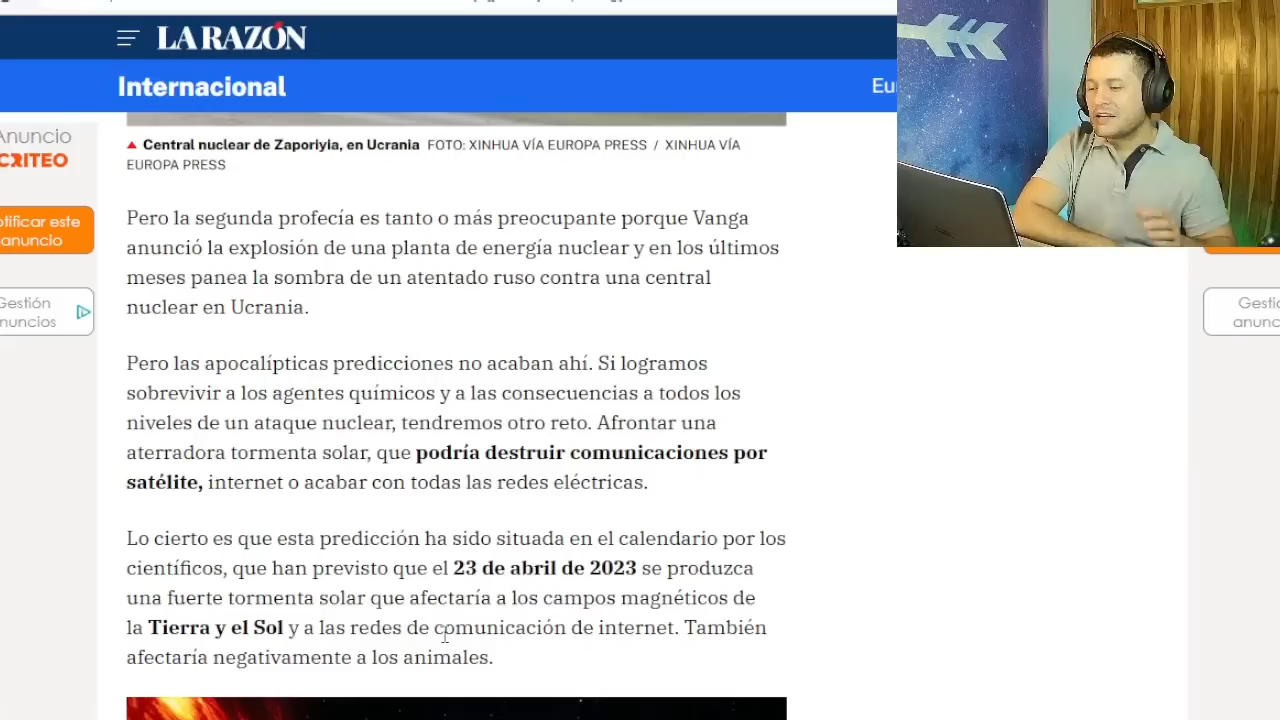 LA RAZÓN
Internacional
Eu
Anuncio
CRITEO
otificar este
anuncio
Gestión
nuncios
Gestió
anunc
Central nuclear de Zaporiyia, en Ucrania FOTO: XINHUA VÍA EUROPA PRESS / XINHUA VÍA
EUROPA PRESS
Pero la segunda profecía es tanto o más preocupante porque Vanga
anunció la explosión de una planta de energía nuclear y en los últimos
meses panea la sombra de un atentado ruso contra una central
nuclear en Ucrania.
Pero las apocalípticas predicciones no acaban ahí. Si logramos
sobrevivir a los agentes químicos y a las consecuencias a todos los
niveles de un ataque nuclear, tendremos otro reto. Afrontar una
aterradora tormenta solar, que podría destruir comunicaciones por
satélite, internet o acabar con todas las redes eléctricas.
Lo cierto es que esta predicción ha sido situada en el calendario por los
científicos, que han previsto que el 23 de abril de 2023 se produzca
una fuerte tormenta solar que afectaría a los campos magnéticos de
la Tierra y el Sol y a las redes de comunicación de internet. También
afectaría negativamente a los animales.